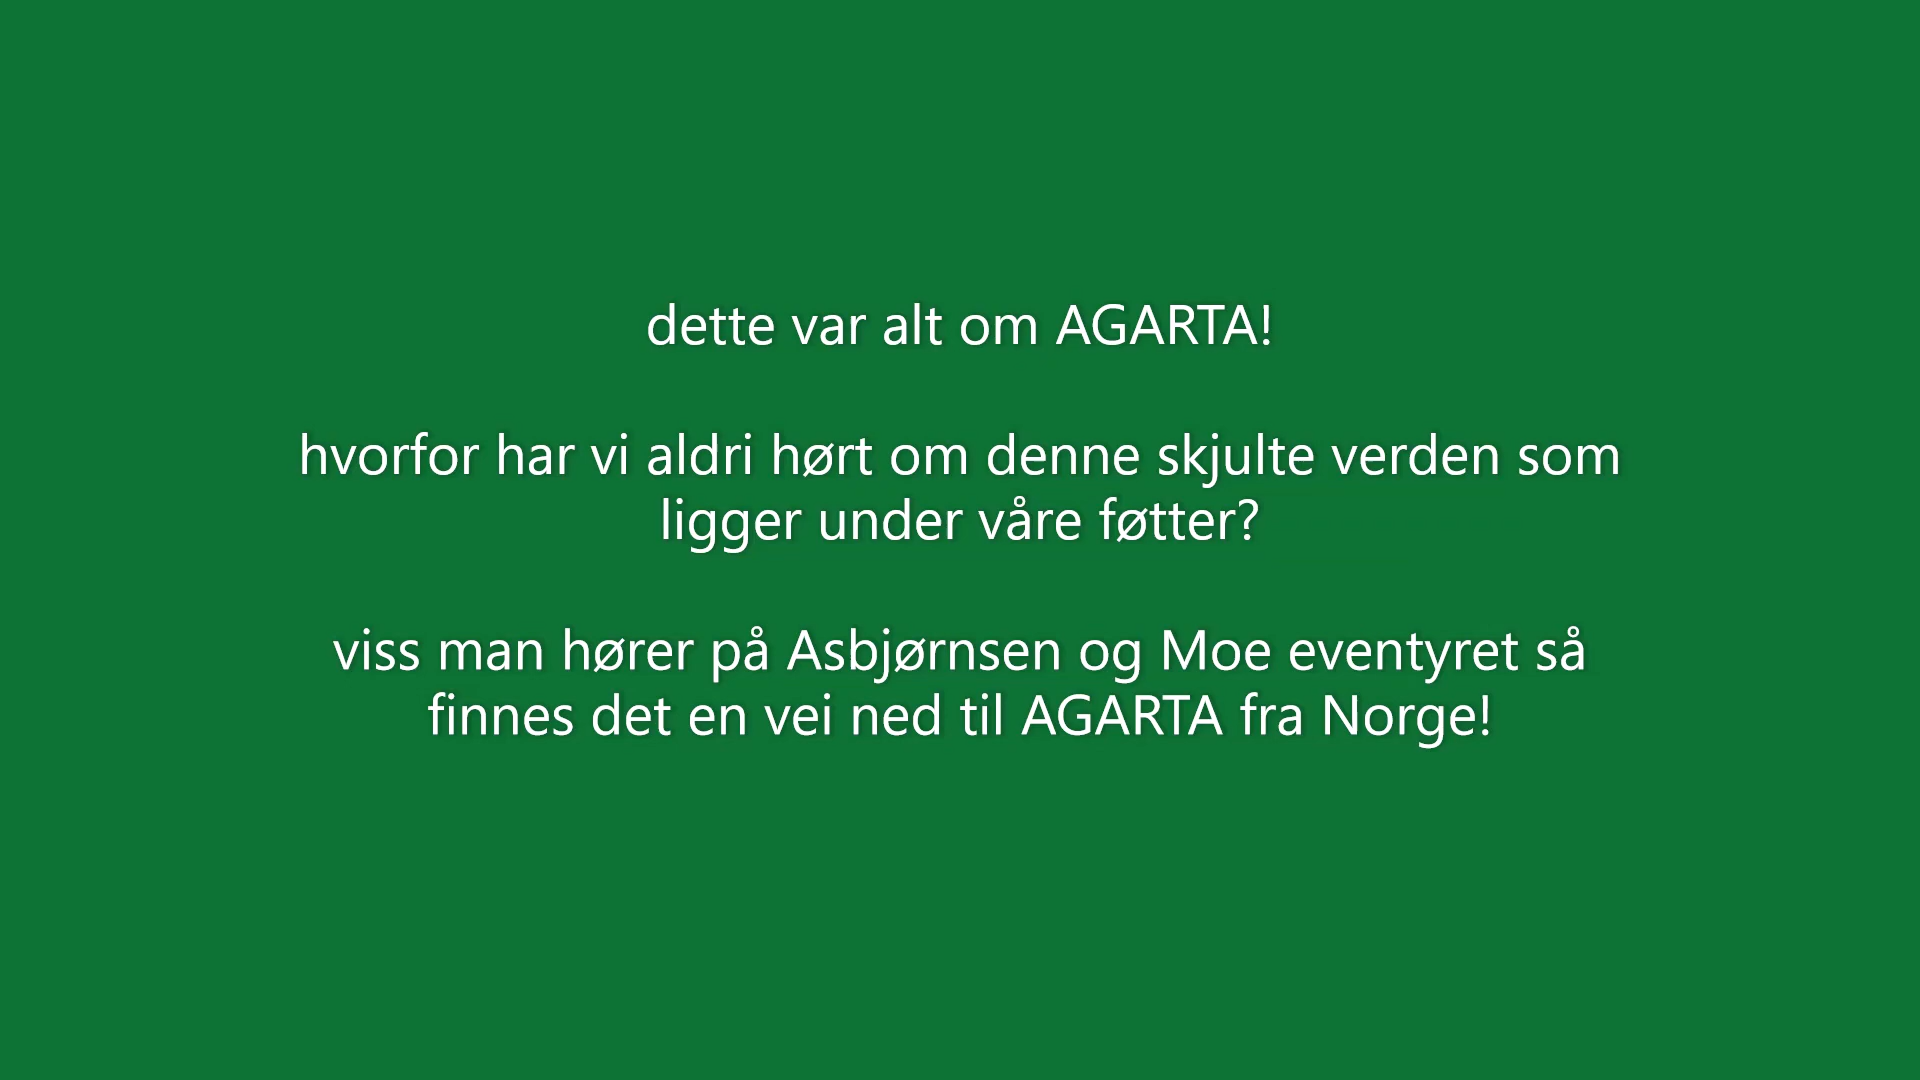 dette var alt om AGARTA!
hvorfor har vi aldri hørt om denne skjulte verden som
ligger under våre føtter?
viss man hører på Asbjørnsen og Moe eventyret så
finnes det en vei ned til AGARTA fra Norge!